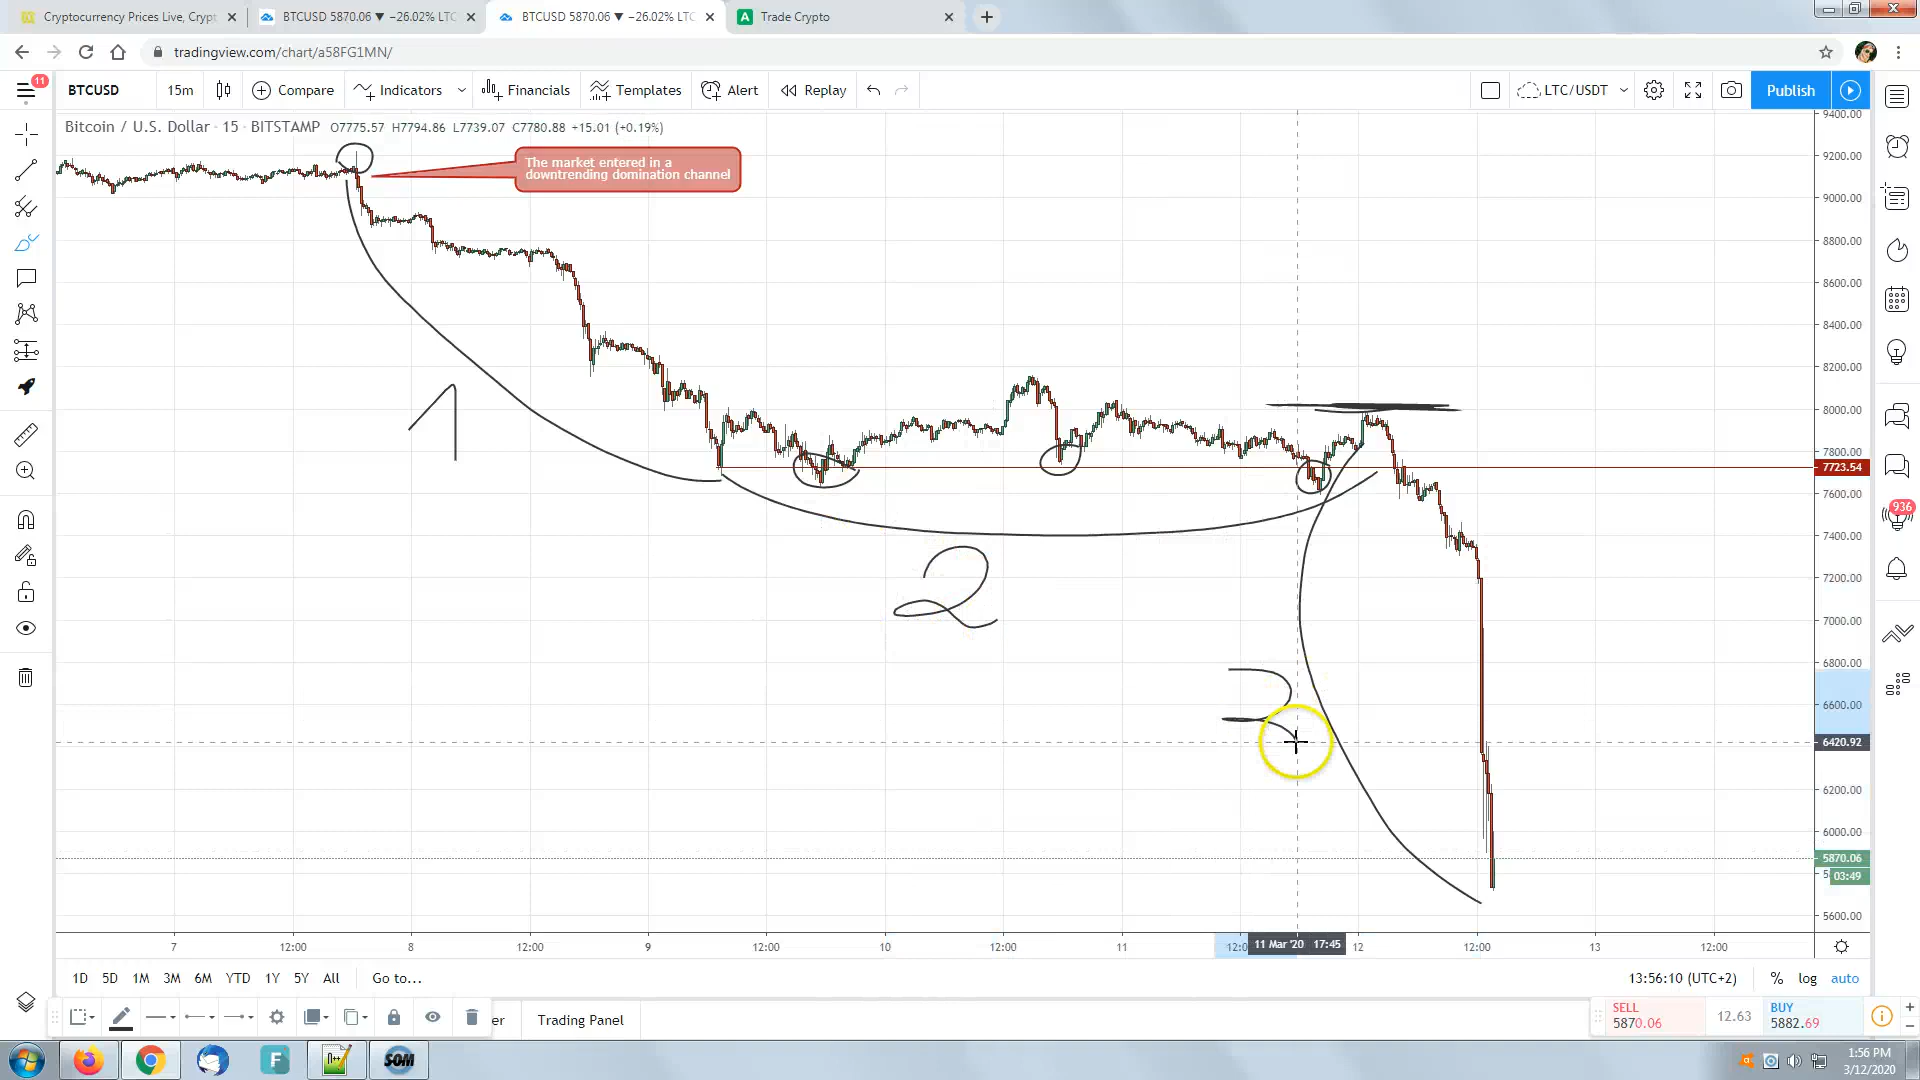 Cryptocurrency Prices Live, Crypt
BTCUSD 5870.06 ▼ −26.02% LTC
BTCUSD 5870.06 ▼ −26.02% LTC
Trade Crypto
tradingview.com/chart/a58FG1MN/
11
BTCUSD
15m
Compare
Indicators
Financials
Templates
Alert
Replay
LTC/USDT
Publish
Bitcoin / U.S. Dollar · 15 · BITSTAMP O7775.57 H7794.86 L7739.07 C7780.88 +15.01 (+0.19%)
The market entered in a
downtrending domination channel
1
2
3
9400.00
9200.00
9000.00
8800.00
8600.00
8400.00
8200.00
8000.00
7800.00
7723.54
7600.00
7400.00
7200.00
7000.00
6800.00
6600.00
6420.92
6200.00
6000.00
5870.06
03:49
5600.00
936
7 12:00 8 12:00 9 12:00 10 12:00 11 12:0 11 Mar '20 17:45 12 12:00 13 12:00
1D 5D 1M 3M 6M YTD 1Y 5Y All Go to...
13:56:10 (UTC+2) % log auto
er
Trading Panel
SELL
5870.06
12.63
BUY
5882.69
F
SOM
1:56 PM
3/12/2020